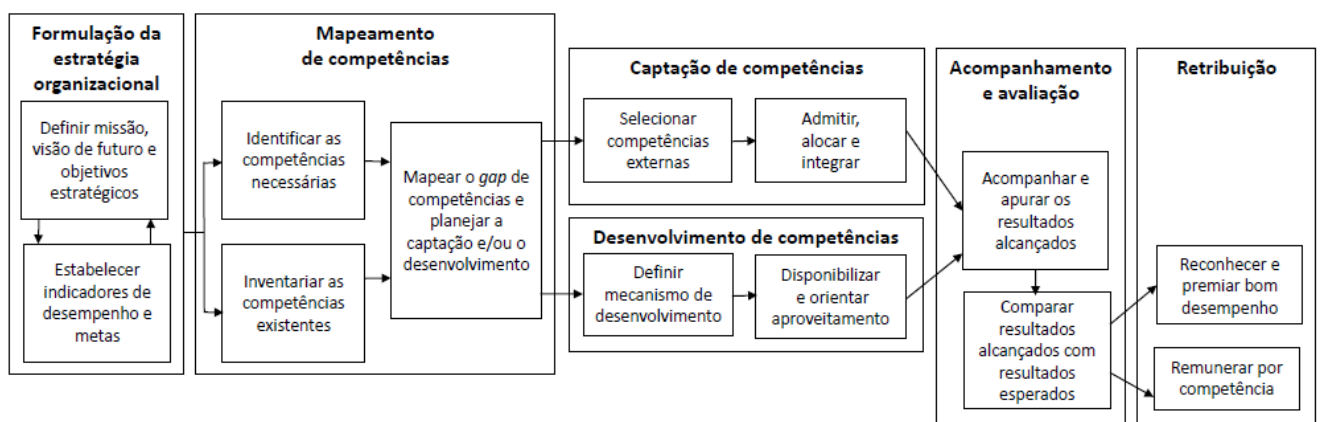 Formulação da
estratégia
organizacional
Definir missão,
visão de futuro e
objetivos
estratégicos
Estabelecer
indicadores de
desempenho e
metas
Mapeamento
de competências
Identificar as
competências
necessárias
Inventariar as
competências
existentes
Mapear o gap de
competências e
planejar a
captação e/ou o
desenvolvimento
Captação de competências
Selecionar
competências
externas
Admitir,
alocar e
integrar
Desenvolvimento de competências
Definir
mecanismo de
desenvolvimento
Disponibilizar
e orientar
aproveitamento
Acompanhamento
e avaliação
Acompanhar e
apurar os
resultados
alcançados
Comparar
resultados
alcançados com
resultados
esperados
Retribuição
Reconhecer e
premiar bom
desempenho
Remunerar por
competência